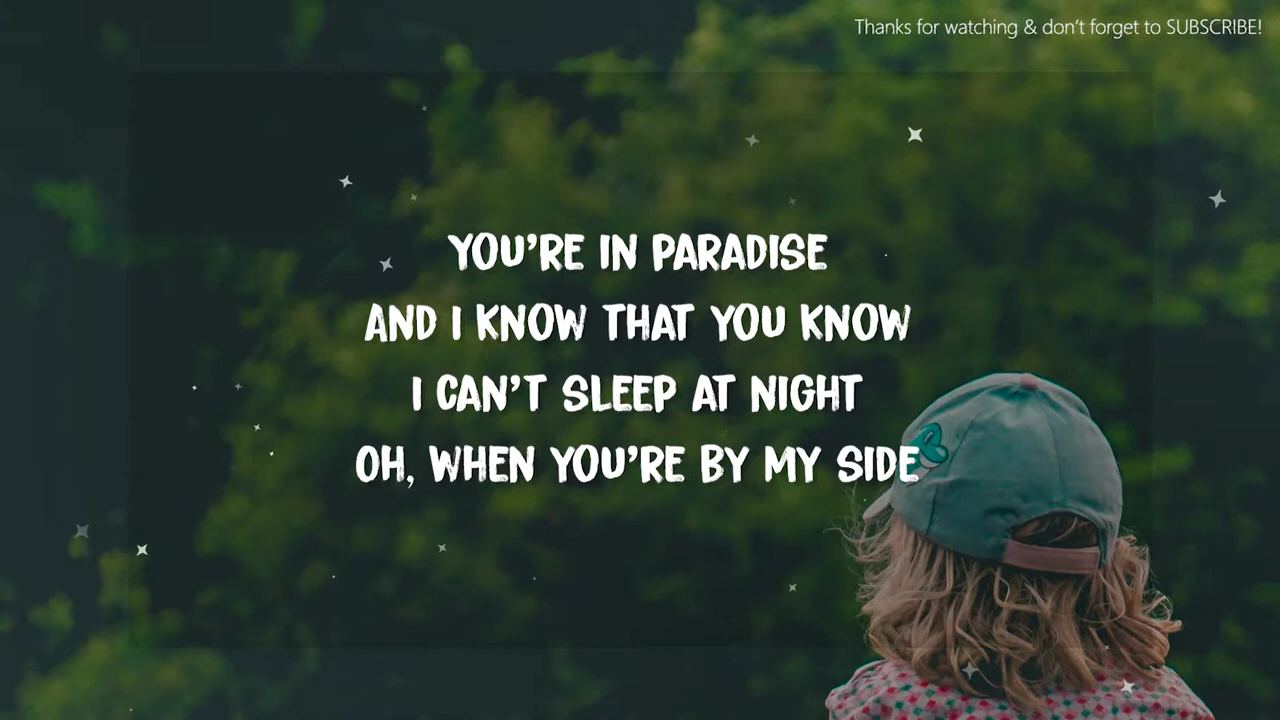 Thanks for watching & don't forget to SUBSCRIBE!
YOU'RE IN PARADISE
AND I KNOW THAT YOU KNOW
I CAN'T SLEEP AT NIGHT
OH, WHEN YOU'RE BY MY SIDE